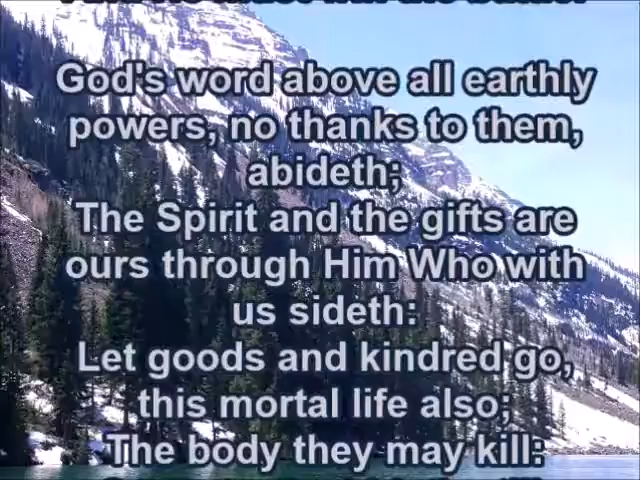 God's word above all earthly
powers, no thanks to them,
abideth;
The Spirit and the gifts are
ours through Him Who with
us sideth:
Let goods and kindred go,
this mortal life also;
The body they may kill: